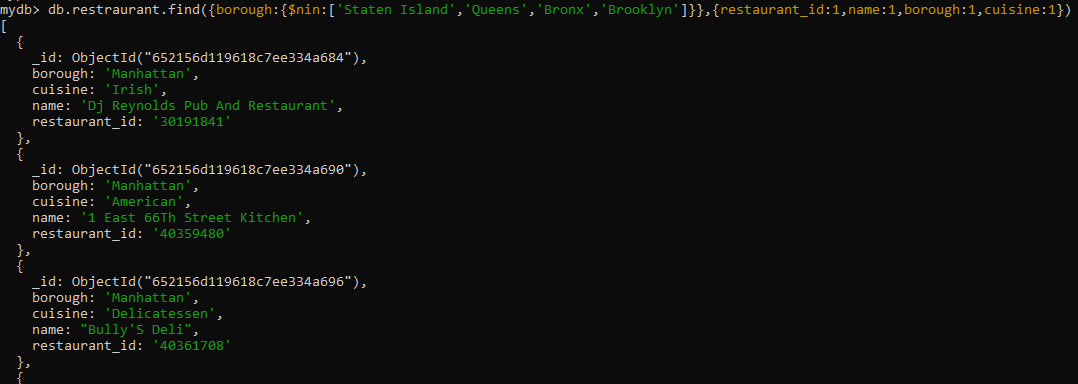 mydb> db.restraurant.find({borough:{$nin:['Staten Island','Queens','Bronx','Brooklyn']}},{restaurant_id:1,name:1,borough:1,cuisine:1})
[
  {
    _id: ObjectId("652156d119618c7ee334a684"),
    borough: 'Manhattan',
    cuisine: 'Irish',
    name: 'Dj Reynolds Pub And Restaurant',
    restaurant_id: '30191841'
  },
  {
    _id: ObjectId("652156d119618c7ee334a690"),
    borough: 'Manhattan',
    cuisine: 'American',
    name: '1 East 66Th Street Kitchen',
    restaurant_id: '40359480'
  },
  {
    _id: ObjectId("652156d119618c7ee334a696"),
    borough: 'Manhattan',
    cuisine: 'Delicatessen',
    name: "Bully'S Deli",
    restaurant_id: '40361708'
  },
  {